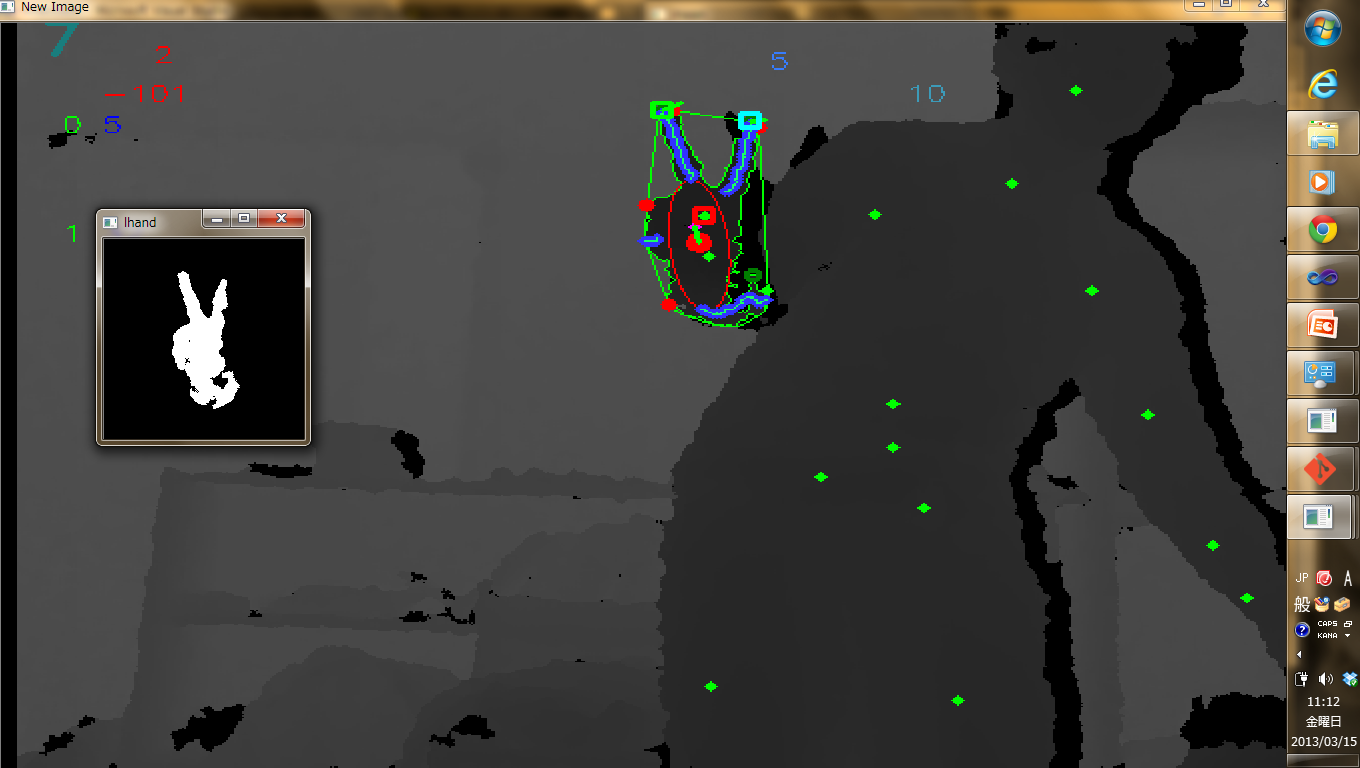 New Image
7
2
5
-101
10
0 5
1
lhand
JP A
般
CAPS
KANA
11:12
金曜日
2013/03/15